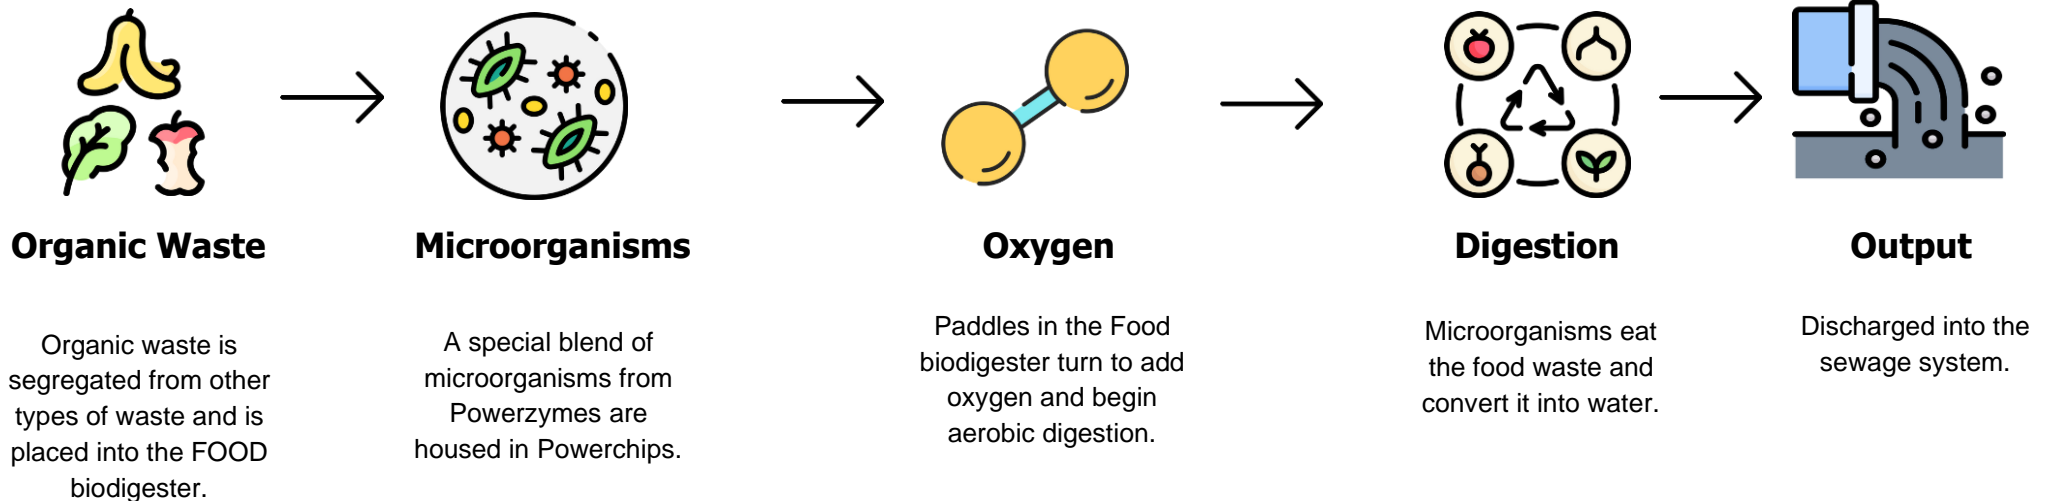 Organic Waste
Organic waste is
segregated from other
types of waste and is
placed into the FOOD
biodigester.
Microorganisms
A special blend of
microorganisms from
Powerzymes are
housed in Powerchips.
Oxygen
Paddles in the Food
biodigester turn to add
oxygen and begin
aerobic digestion.
Digestion
Microorganisms eat
the food waste and
convert it into water.
Output
Discharged into the
sewage system.